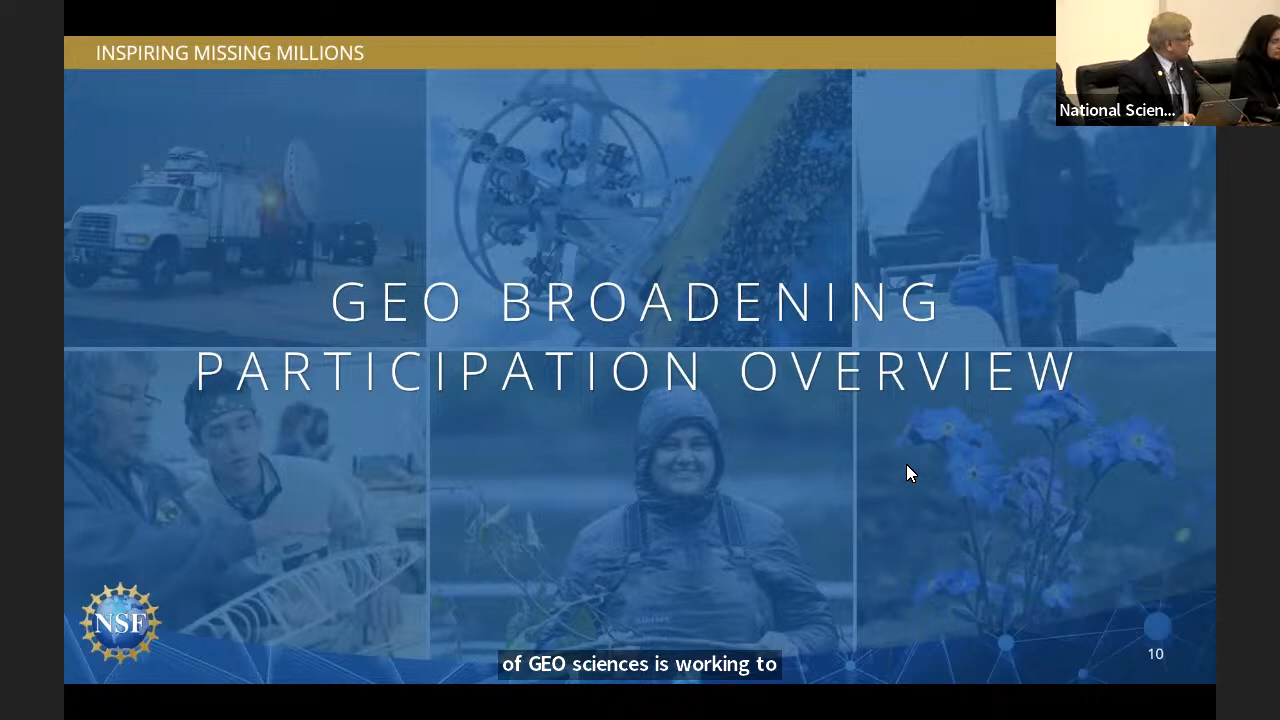 INSPIRING MISSING MILLIONS
National Scien...
GEO BROADENING
PARTICIPATION OVERVIEW
NSF
10
of GEO sciences is working to